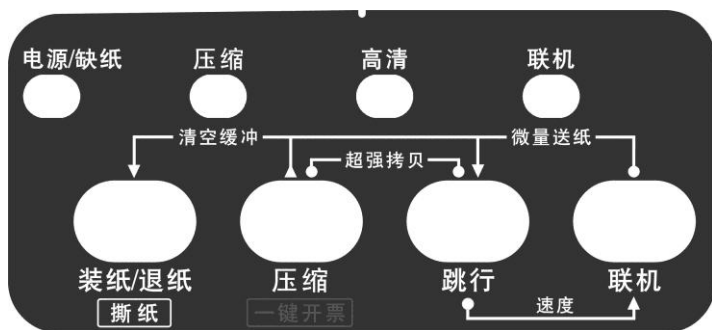 电源/缺纸 压缩 高清 联机
清空缓冲 微量送纸
超强拷贝
装纸/退纸 压缩 跳行 联机
撕纸 一键开票 速度